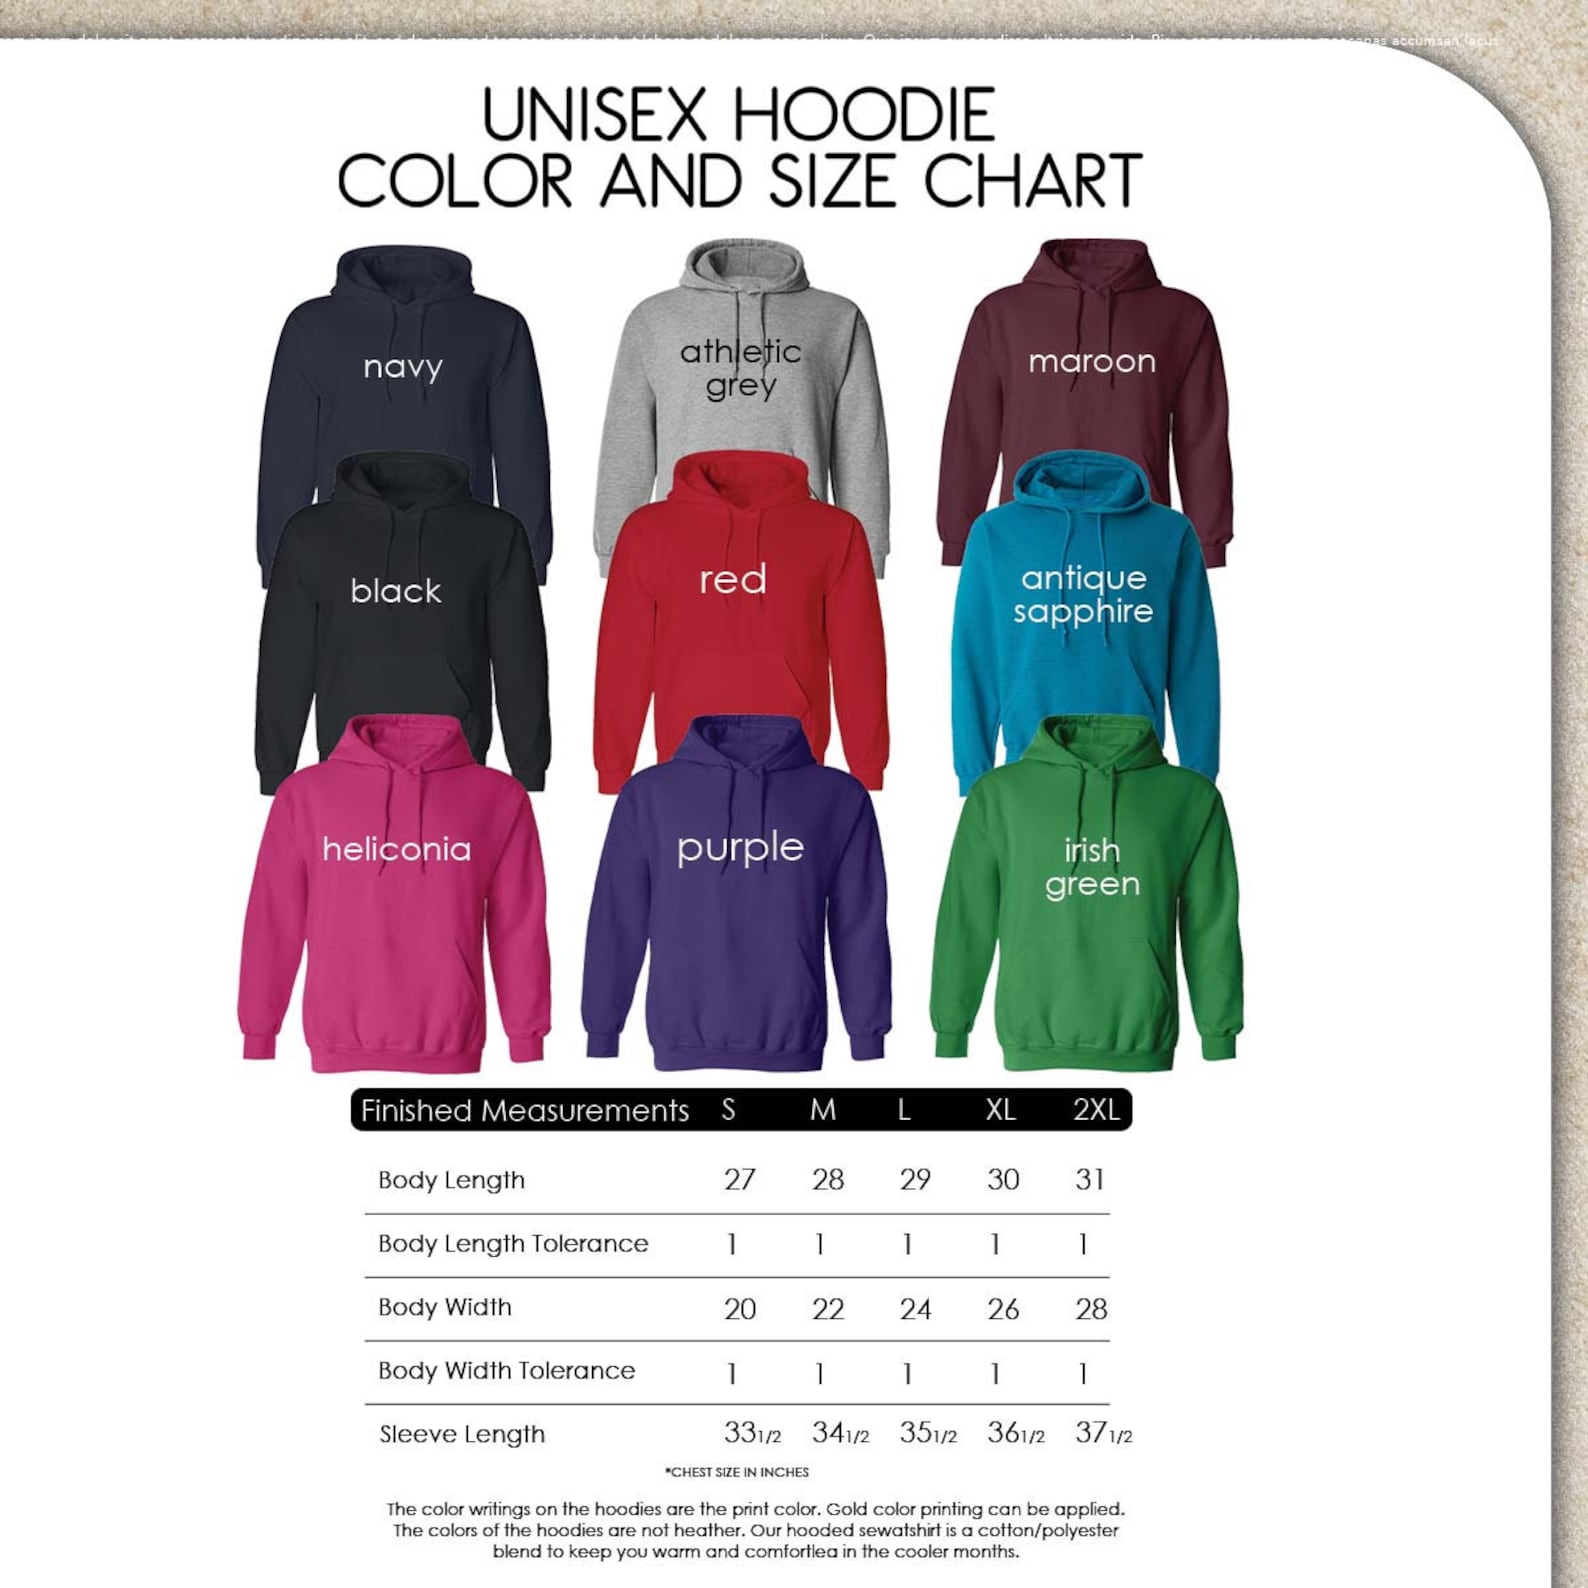 accumsan lacus
UNISEX HOODIE
COLOR AND SIZE CHART
navy
athletic
grey
maroon
black
red
antique
sapphire
heliconia
purple
irish
green
Finished Measurements S M L XL 2XL
Body Length 27 28 29 30 31
Body Length Tolerance 1 1 1 1 1
Body Width 20 22 24 26 28
Body Width Tolerance 1 1 1 1 1
Sleeve Length 33 1/2 34 1/2 35 1/2 36 1/2 37 1/2
*CHEST SIZE IN INCHES
The color writings on the hoodies are the print color. Gold color printing can be applied.
The colors of the hoodies are not heather. Our hooded sewatshirt is a cotton/polyester
blend to keep you warm and comfortlea in the cooler months.